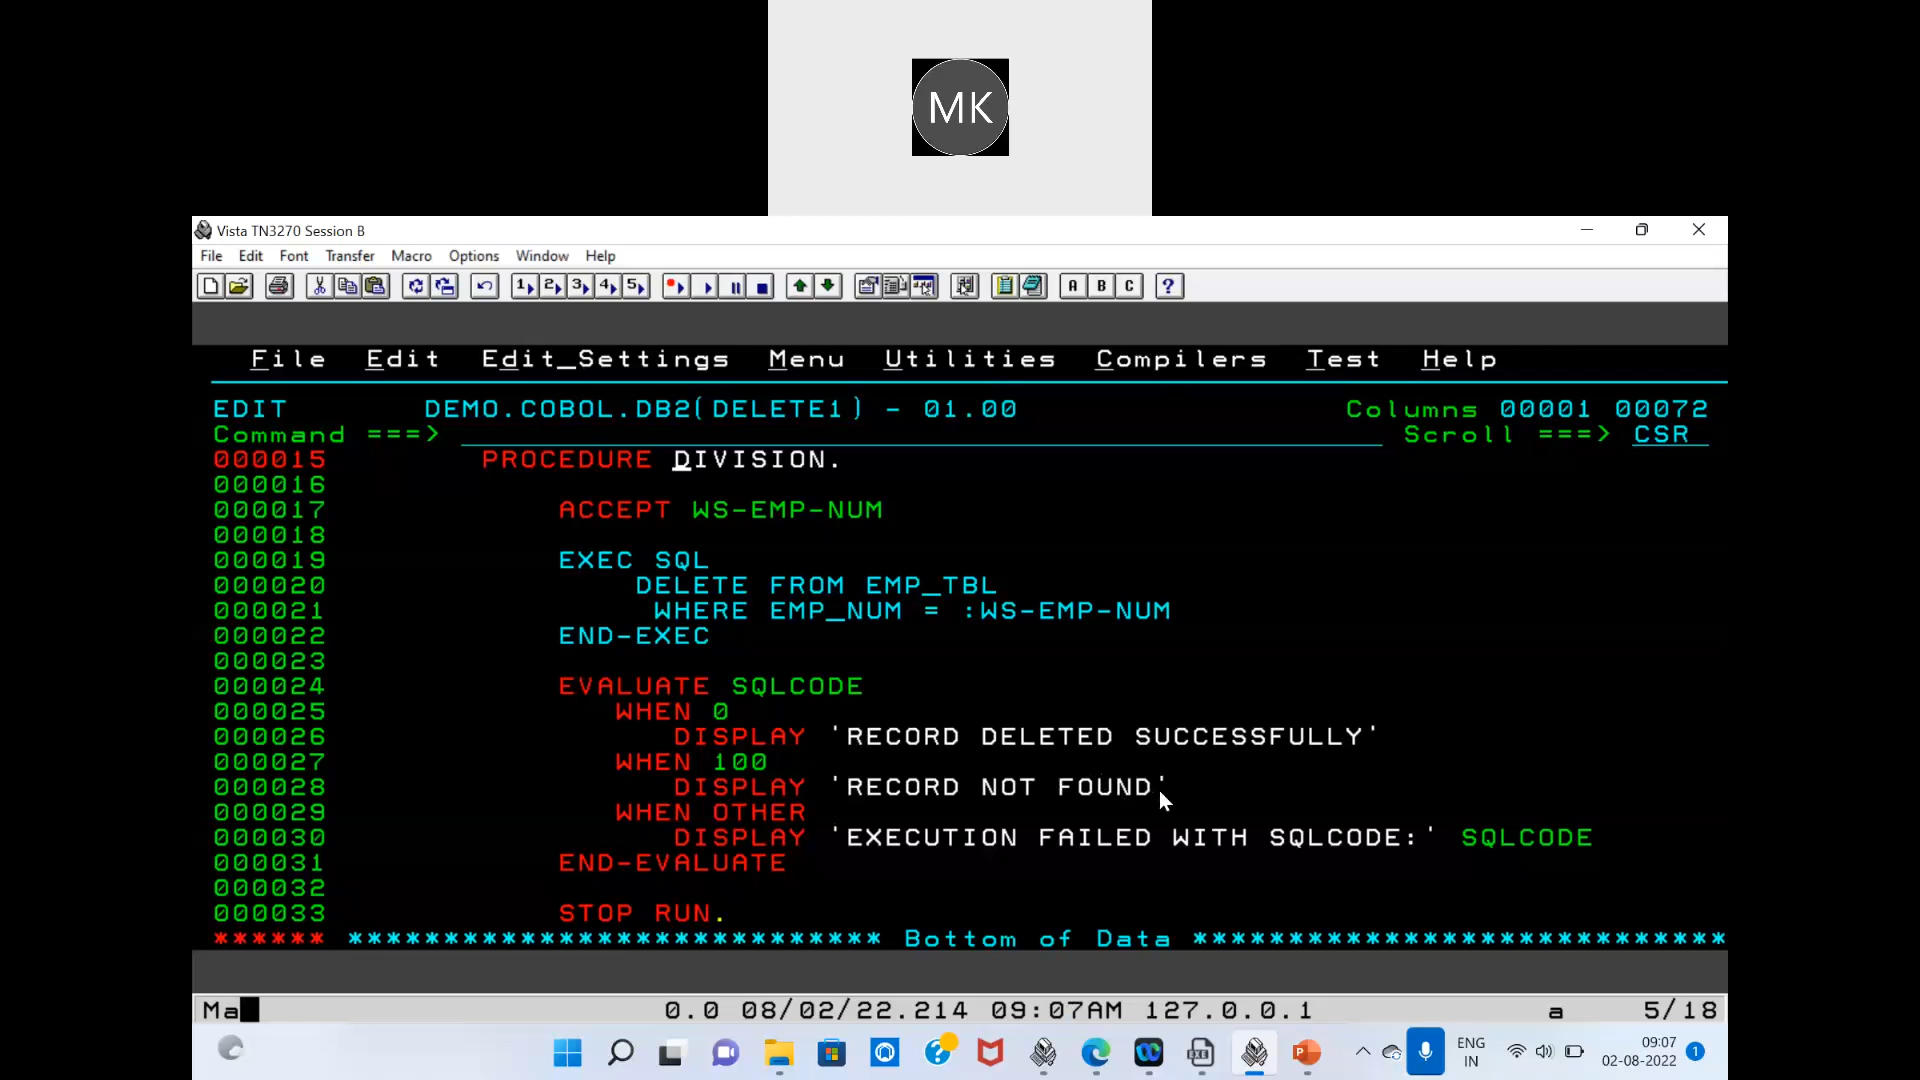 MK
Vista TN3270 Session B
File Edit Font Transfer Macro Options Window Help
1 2 3 4 5 A B C ?
File Edit Edit_Settings Menu Utilities Compilers Test Help
EDIT DEMO.COBOL.DB2(DELETE1) - 01.00 Columns 00001 00072
Command ===> Scroll ===> CSR
000015 PROCEDURE DIVISION.
000016
000017 ACCEPT WS-EMP-NUM
000018
000019 EXEC SQL
000020 DELETE FROM EMP_TBL
000021 WHERE EMP_NUM = :WS-EMP-NUM
000022 END-EXEC
000023
000024 EVALUATE SQLCODE
000025 WHEN 0
000026 DISPLAY 'RECORD DELETED SUCCESSFULLY'
000027 WHEN 100
000028 DISPLAY 'RECORD NOT FOUND'
000029 WHEN OTHER
000030 DISPLAY 'EXECUTION FAILED WITH SQLCODE:' SQLCODE
000031 END-EVALUATE
000032
000033 STOP RUN.
****** **************************** Bottom of Data ****************************
Ma 0.0 08/02/22.214 09:07AM 127.0.0.1 a 5/18
ENG
IN
09:07
02-08-2022
1